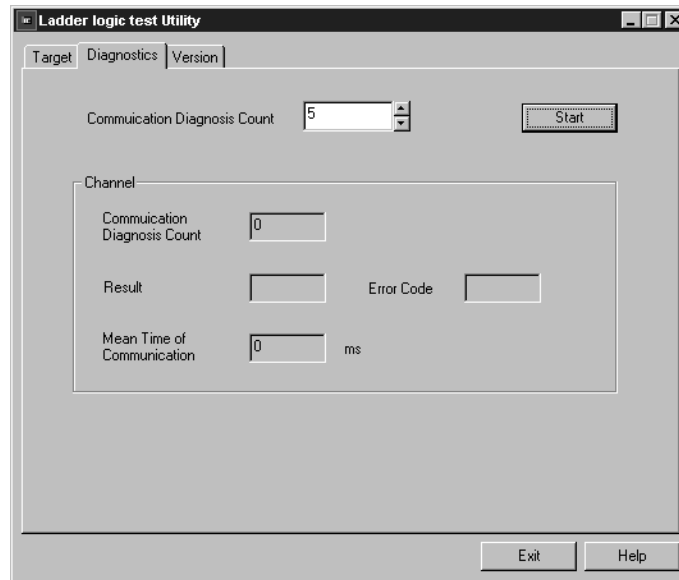 Ladder logic test Utility
Target Diagnostics Version
Commuication Diagnosis Count 5 Start
Channel
Commuication
Diagnosis Count 0
Result Error Code
Mean Time of
Communication 0 ms
Exit Help